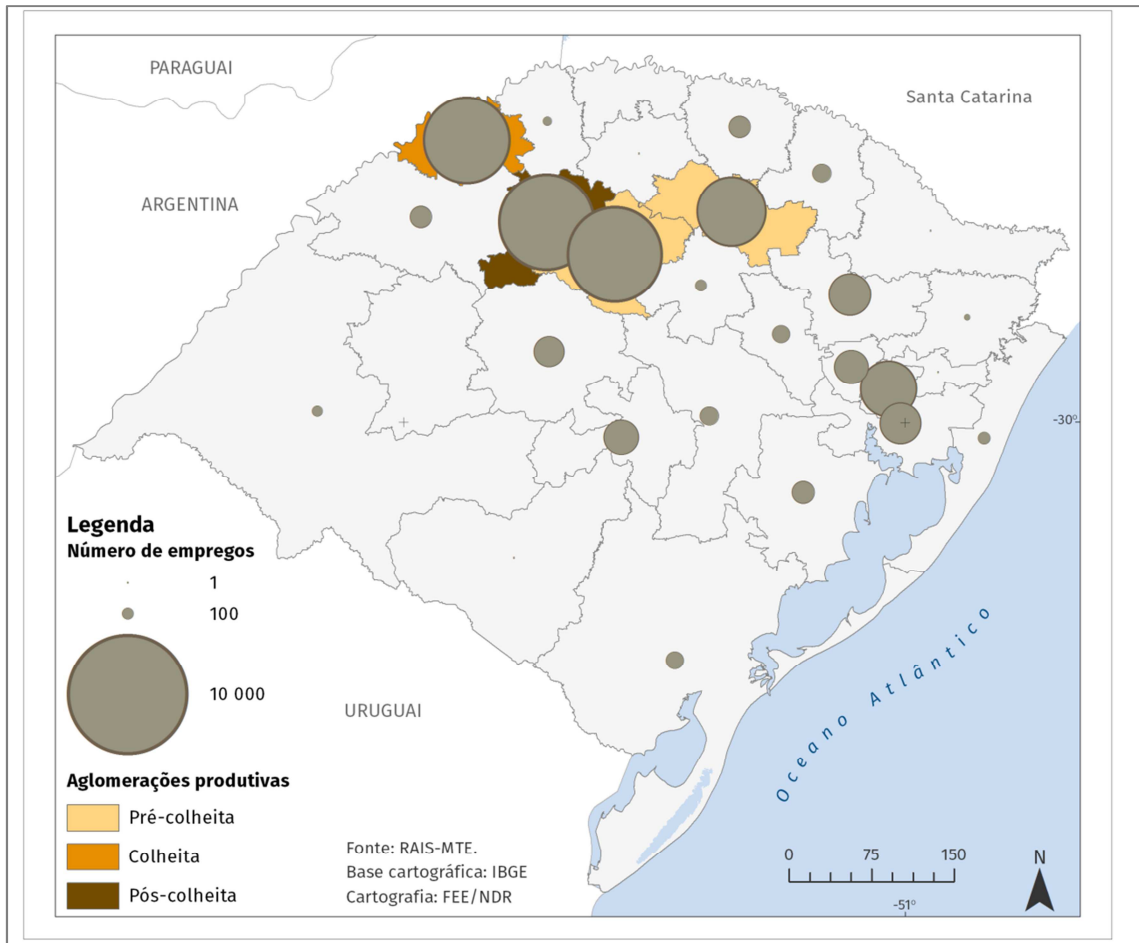 PARAGUAI
Santa Catarina
ARGENTINA
-30º
Legenda
Número de empregos
1
100
10 000
URUGUAI
Oceano Atlântico
Aglomerações produtivas
Pré-colheita
Colheita
Pós-colheita
Fonte: RAIS-MTE.
Base cartográfica: IBGE
Cartografia: FEE/NDR
0 75 150
N
-51º